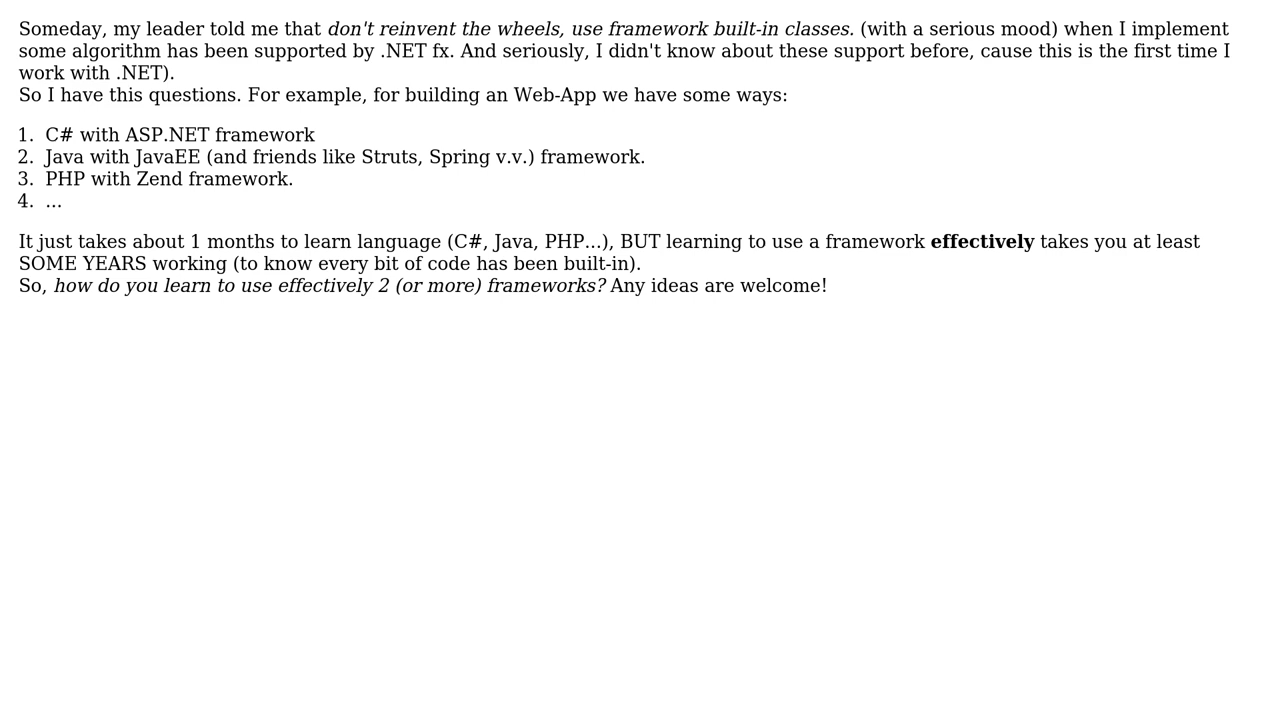 Someday, my leader told me that don't reinvent the wheels, use framework built-in classes. (with a serious mood) when I implement
some algorithm has been supported by .NET fx. And seriously, I didn't know about these support before, cause this is the first time I
work with .NET).
So I have this questions. For example, for building an Web-App we have some ways:
1. C# with ASP.NET framework
2. Java with JavaEE (and friends like Struts, Spring v.v.) framework.
3. PHP with Zend framework.
4. ...
It just takes about 1 months to learn language (C#, Java, PHP...), BUT learning to use a framework effectively takes you at least
SOME YEARS working (to know every bit of code has been built-in).
So, how do you learn to use effectively 2 (or more) frameworks? Any ideas are welcome!